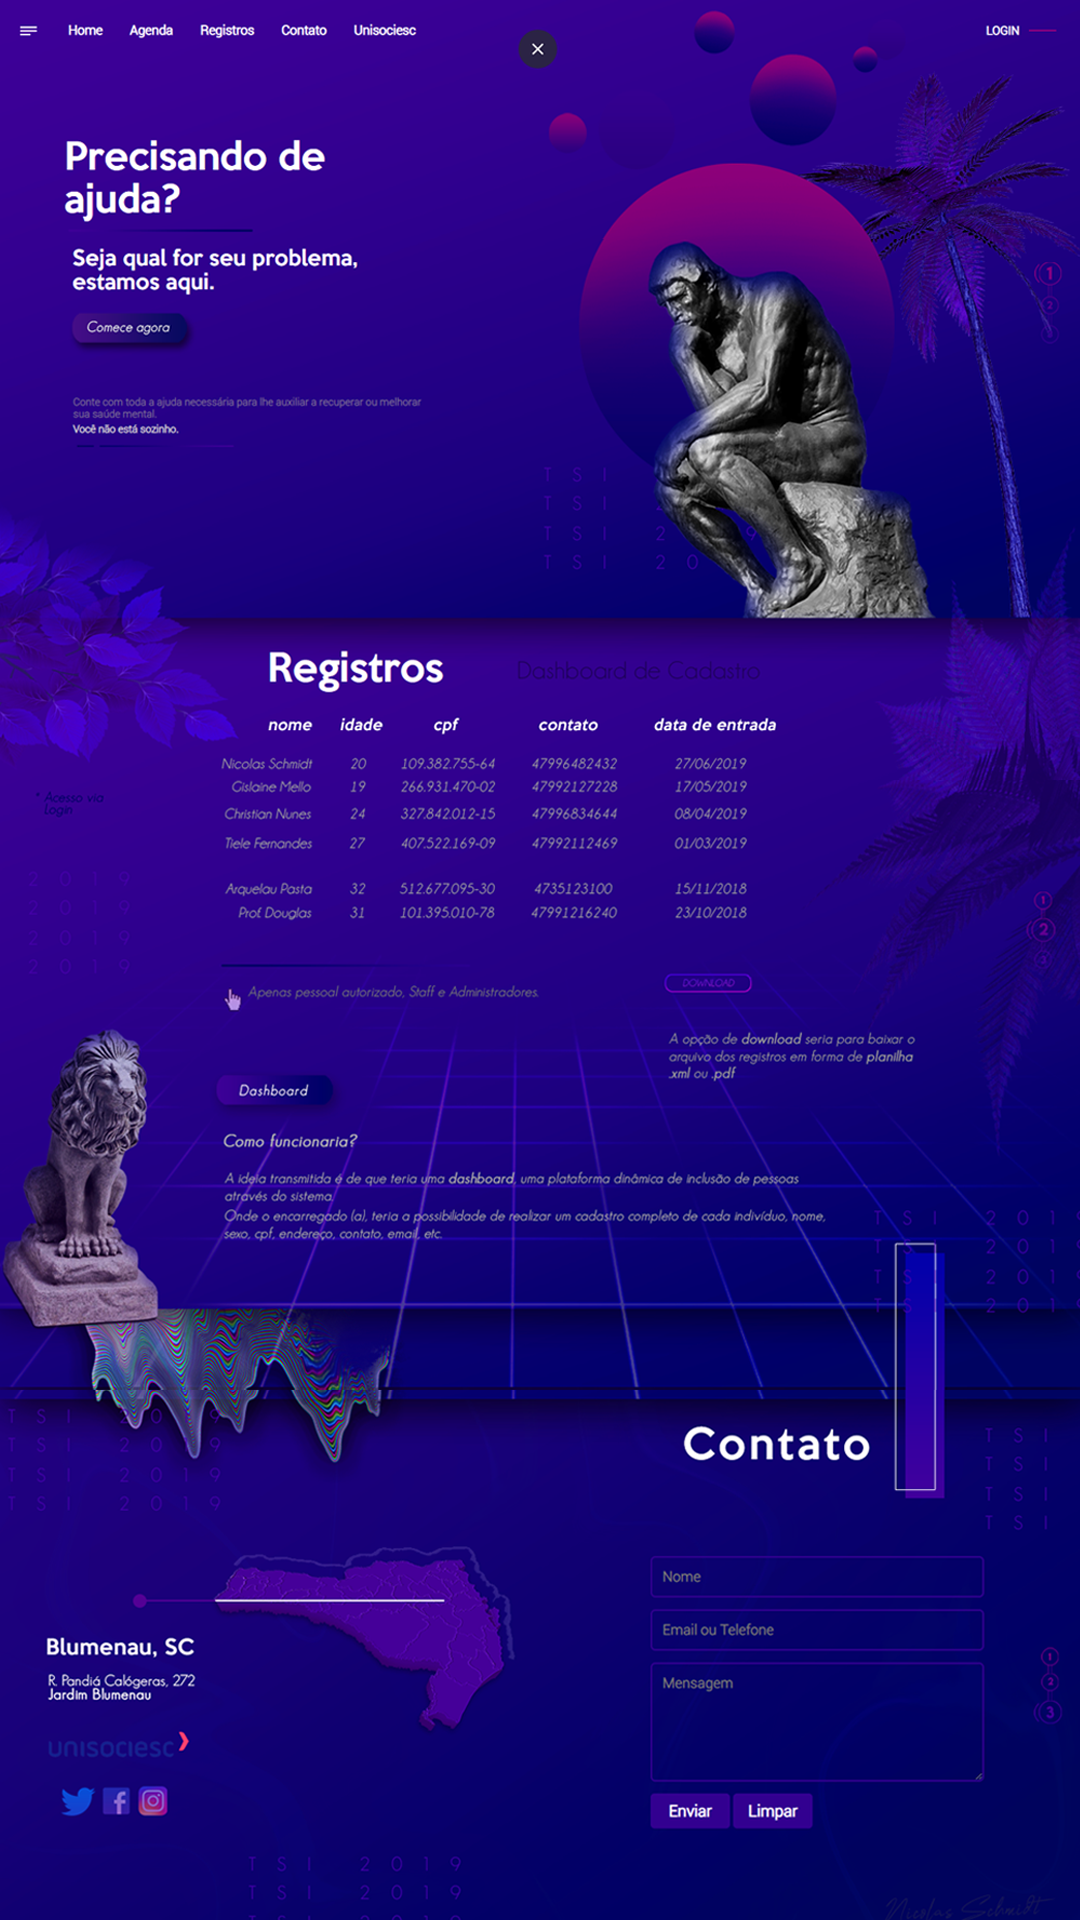 Home Agenda Registros Contato Unisociesc LOGIN
Precisando de
ajuda?
Seja qual for seu problema,
estamos aqui.
Comece agora
Conte com toda a ajuda necessária para lhe auxiliar a recuperar ou melhorar
sua saúde mental.
Você não está sozinho.
1
2
3
T S I
T S I
T S I 2 9
T S I 2 0
Registros Dashboard de Cadastro
nome idade cpf contato data de entrada
Nicolas Schmidt 20 109.382.755-64 47996482432 27/06/2019
Gislaine Mello 19 266.931.470-02 47992127228 17/05/2019
Christian Nunes 24 327.842.012-15 47996834644 08/04/2019
Tiele Fernandes 27 407.522.169-09 47992112469 01/03/2019
Arquelau Pasta 32 512.677.095-30 4735123100 15/11/2018
Prof. Douglas 31 101.395.010-78 47991216240 23/10/2018
* Acesso via
Login
2 0 1 9
2 0 1 9
2 0 1 9
2 0 1 9
1
2
3
Apenas pessoal autorizado, Staff e Administradores.
DOWNLOAD
A opção de download seria para baixar o
arquivo dos registros em forma de planilha
.xml ou .pdf
Dashboard
Como funcionaria?
A ideia transmitida é de que teria uma dashboard, uma plataforma dinâmica de inclusão de pessoas
através do sistema.
Onde o encarregado (a), teria a possibilidade de realizar um cadastro completo de cada indivíduo, nome,
sexo, cpf, endereço, contato, email, etc.
T S I 2 0 1 9
T S I 2 0 1
T S I 2 0 1 9
T S I 2 0 1
Contato
T S I 2 0 1 9
T S I 2 0 1 9
T S I 2 0 1 9
T S I 2 0 1 9
T S I
T S I
T S I
T S I
Nome
Email ou Telefone
Mensagem
Enviar Limpar
Blumenau, SC
R. Pandiá Calógeras, 272
Jardim Blumenau
unisociesc
1
2
3
T S I 2 0 1 9
T S I 2 0 1 9
Nicolas Schmidt